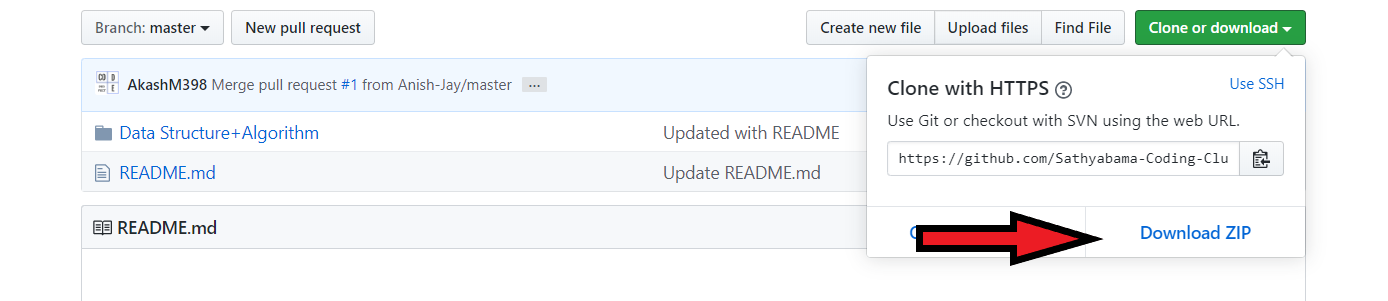 Branch: master
New pull request
Create new file
Upload files
Find File
Clone or download
AkashM398 Merge pull request #1 from Anish-Jay/master ...
Clone with HTTPS ?
Use SSH
Use Git or checkout with SVN using the web URL.
https://github.com/Sathyabama-Coding-Clu
Data Structure+Algorithm
Updated with README
README.md
Update README.md
Download ZIP
README.md